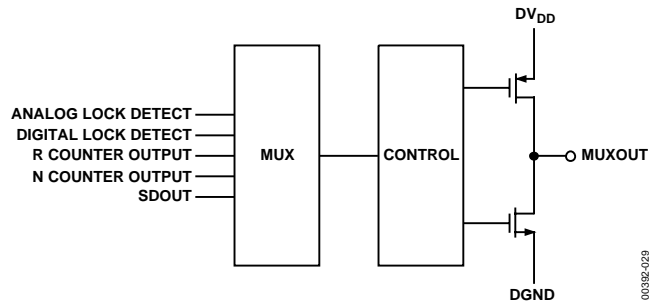 DVDD
ANALOG LOCK DETECT
DIGITAL LOCK DETECT
R COUNTER OUTPUT
N COUNTER OUTPUT
SDOUT
MUX
CONTROL
MUXOUT
DGND
00392-029